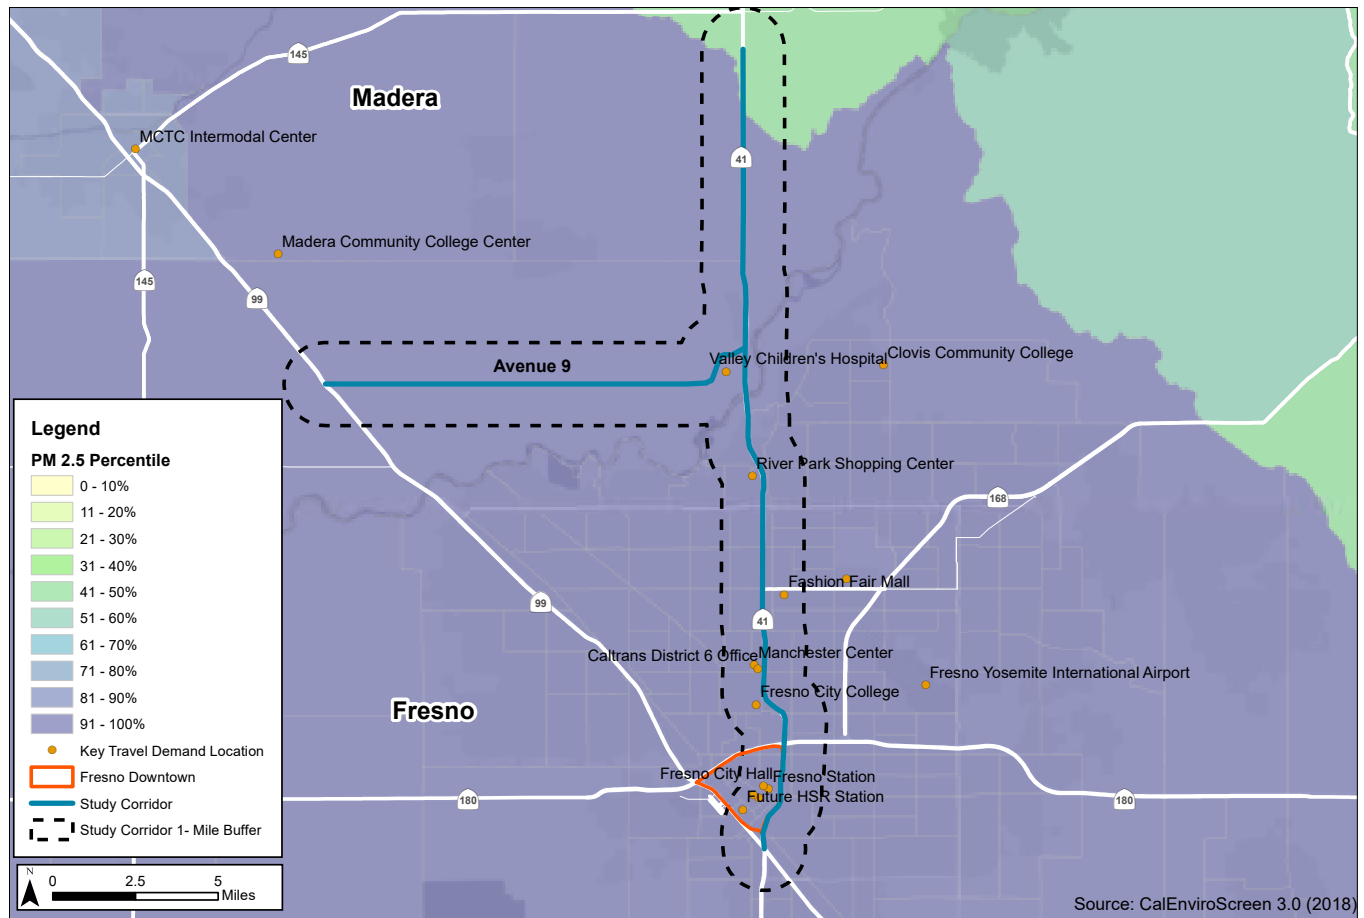 145
Madera
MCTC Intermodal Center
41
Madera Community College Center
145
99
Avenue 9
Valley Children's Hospital
Clovis Community College
River Park Shopping Center
168
99
Fashion Fair Mall
41
Caltrans District 6 Office
Manchester Center
Fresno Yosemite International Airport
Fresno City College
Fresno
Fresno City Hall
Fresno Station
Future HSR Station
180
180
Legend
PM 2.5 Percentile
0 - 10%
11 - 20%
21 - 30%
31 - 40%
41 - 50%
51 - 60%
61 - 70%
71 - 80%
81 - 90%
91 - 100%
Key Travel Demand Location
Fresno Downtown
Study Corridor
Study Corridor 1- Mile Buffer
N
0 2.5 5
Miles
Source: CalEnviroScreen 3.0 (2018)